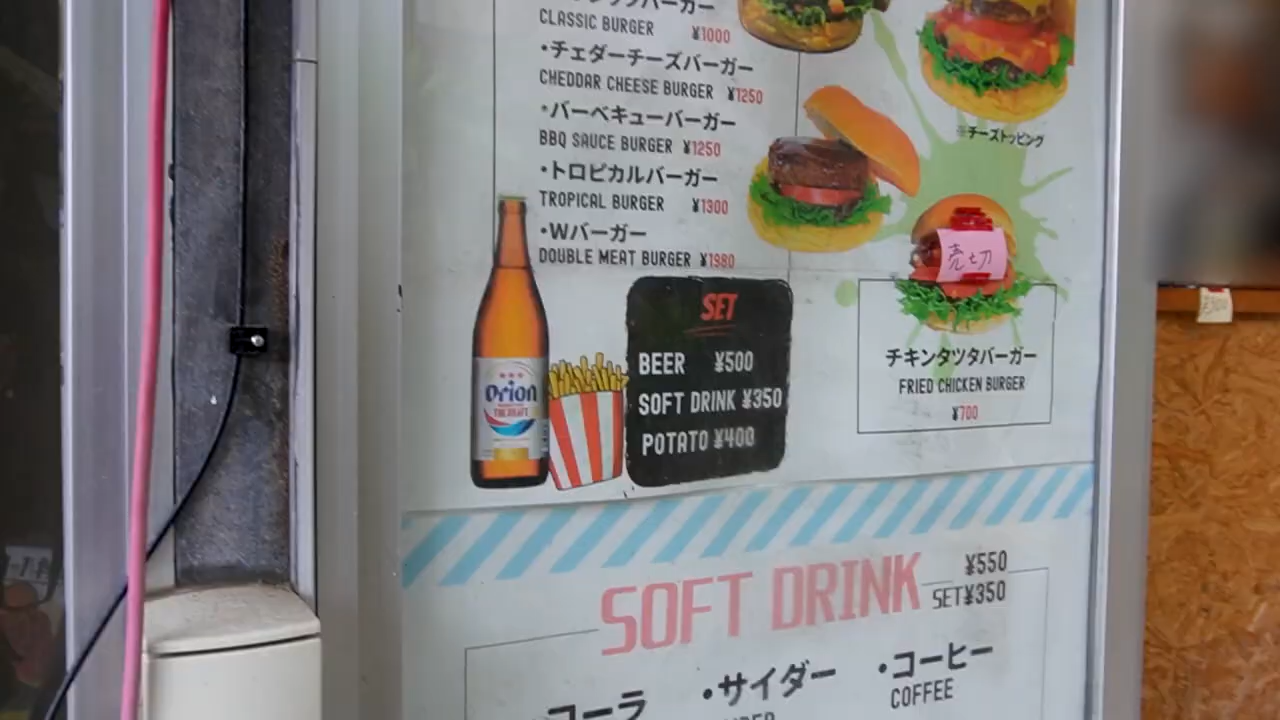 CLASSIC BURGER ¥1000
・チェダーチーズバーガー
CHEDDAR CHEESE BURGER ¥1250
・バーベキューバーガー
BBQ SAUCE BURGER ¥1250
・トロピカルバーガー
TROPICAL BURGER ¥1300
・Wバーガー
DOUBLE MEAT BURGER ¥1980
※チーズトッピング
売切
チキンタツタバーガー
FRIED CHICKEN BURGER
¥700
Orion
THE DRAFT
SET
BEER ¥500
SOFT DRINK ¥350
POTATO ¥400
SOFT DRINK ¥550
SET¥350
コーラ
・サイダー
・コーヒー
COFFEE